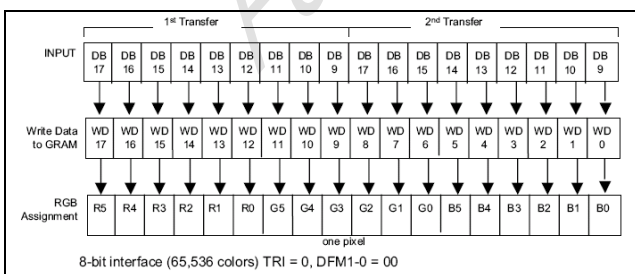 1st Transfer 2nd Transfer
INPUT DB 17 DB 16 DB 15 DB 14 DB 13 DB 12 DB 11 DB 10 DB 9 DB 17 DB 16 DB 15 DB 14 DB 13 DB 12 DB 11 DB 10 DB 9
Write Data to GRAM WD 17 WD 16 WD 15 WD 14 WD 13 WD 12 WD 11 WD 10 WD 9 WD 8 WD 7 WD 6 WD 5 WD 4 WD 3 WD 2 WD 1 WD 0
RGB Assignment R5 R4 R3 R2 R1 R0 G5 G4 G3 G2 G1 G0 B5 B4 B3 B2 B1 B0
one pixel
8-bit interface (65,536 colors) TRI = 0, DFM1-0 = 00